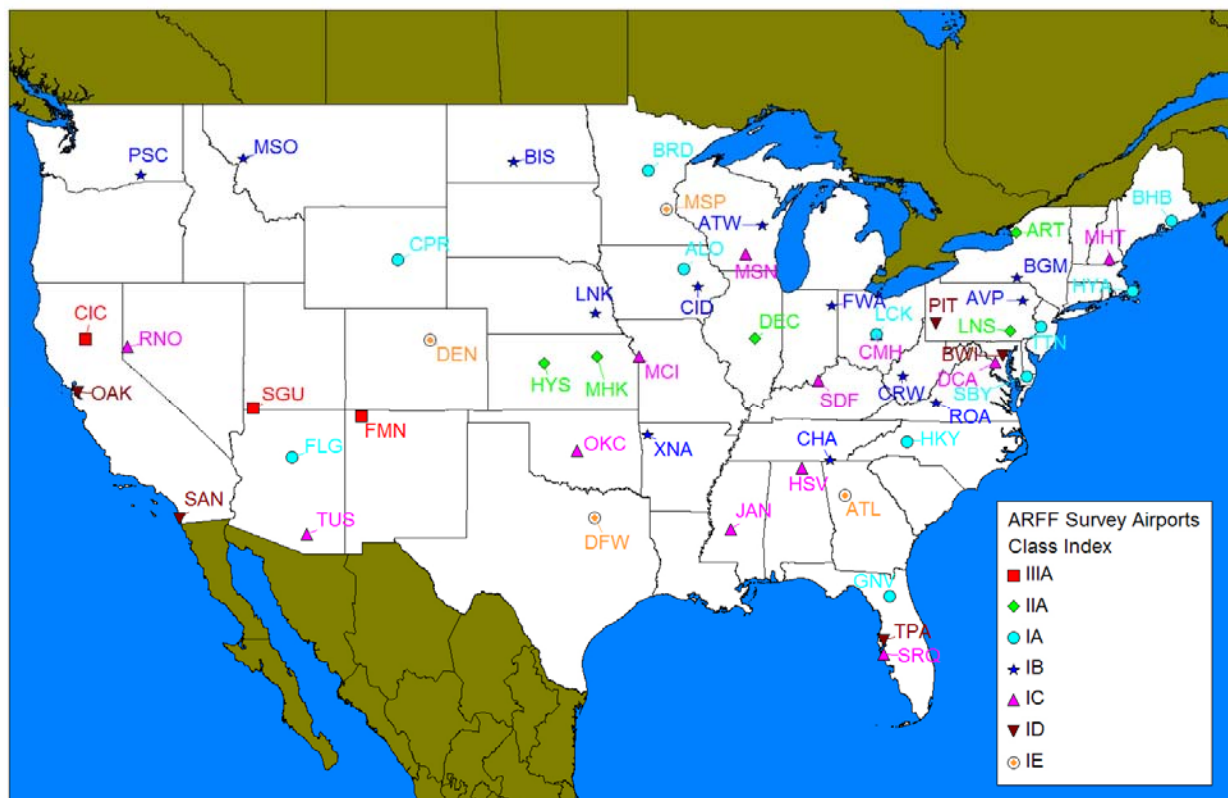 BRD
BHB
PSC
MSO
BIS
MSP
ATW
ART
MHT
CPR
ALO
MSN
BGM
HYA
LNK
CID
FWA
LCK
PIT
AVP
CIC
RNO
DEN
DEC
LNS
TTN
HYS
MHK
MCI
CMH
BWI
DCA
OAK
SGU
SDF
CRW
SBY
FMN
ROA
FLG
OKC
XNA
CHA
HKY
SAN
HSV
TUS
DFW
JAN
ATL
GNV
TPA
SRQ
ARFF Survey Airports
Class Index
IIIA
IIA
IA
IB
IC
ID
IE